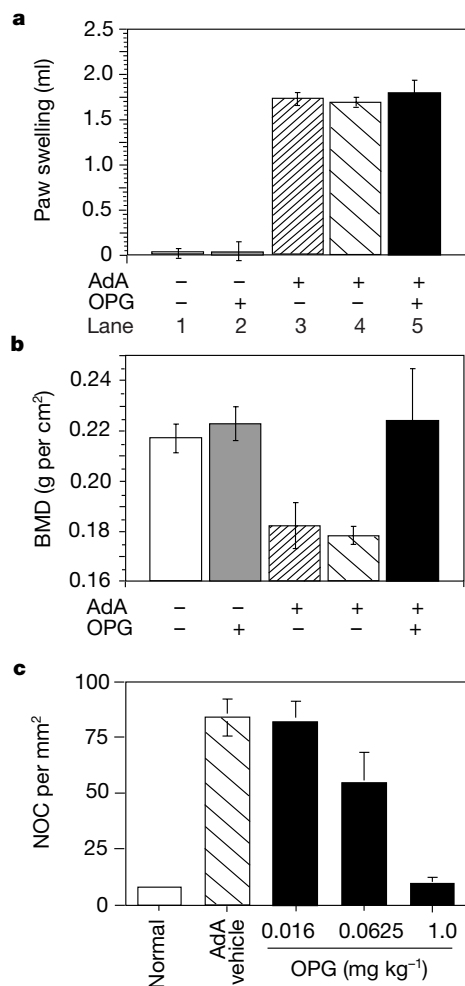 a
Paw swelling (ml)
2.5
2.0
1.5
1.0
0.5
0
AdA – – + + +
OPG – + – – +
Lane 1 2 3 4 5
b
BMD (g per cm²)
0.24
0.22
0.20
0.18
0.16
AdA – – + + +
OPG – + – – +
c
NOC per mm²
100
75
50
25
0
Normal
AdA
vehicle
0.016 0.0625 1.0
OPG (mg kg⁻¹)